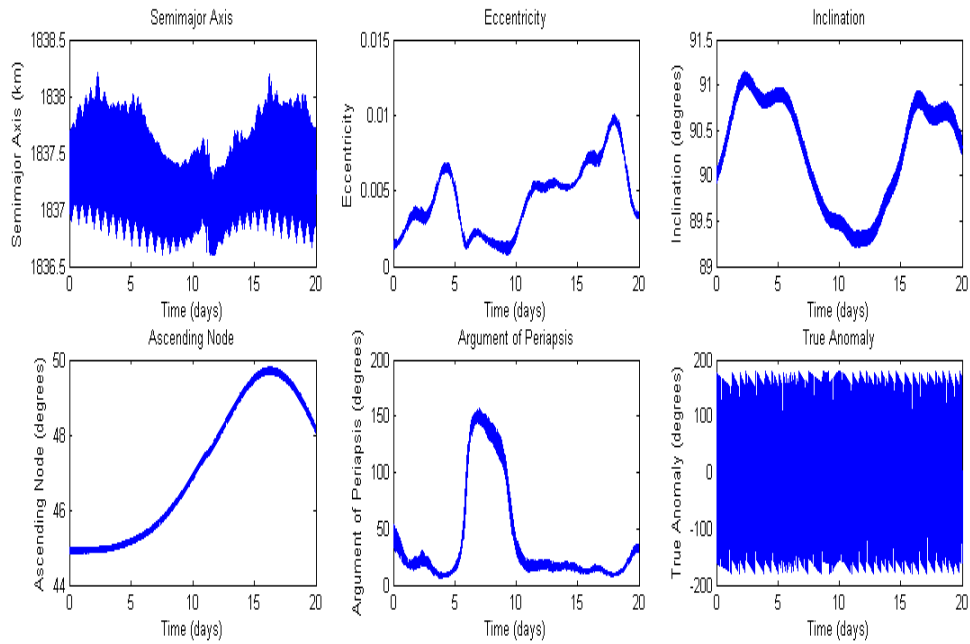 Semimajor Axis
Semimajor Axis (km)
1838.5
1838
1837.5
1837
1836.5
0 5 10 15 20
Time (days)
Eccentricity
Eccentricity
0.015
0.01
0.005
0
0 5 10 15 20
Time (days)
Inclination
Inclination (degrees)
91.5
91
90.5
90
89.5
89
0 5 10 15 20
Time (days)
Ascending Node
Ascending Node (degrees)
50
48
46
44
0 5 10 15 20
Time (days)
Argument of Periapsis
Argument of Periapsis (degrees)
200
150
100
50
0
0 5 10 15 20
Time (days)
True Anomaly
True Anomaly (degrees)
200
100
0
-100
-200
0 5 10 15 20
Time (days)